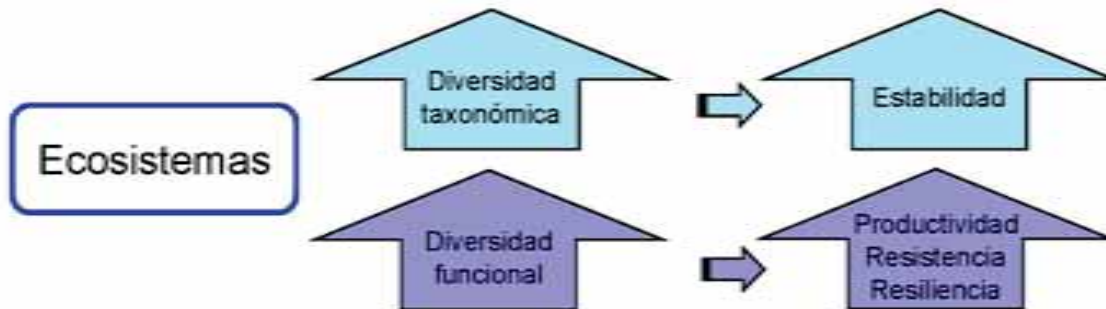 Ecosistemas
Diversidad
taxonómica
Estabilidad
Diversidad
funcional
Productividad
Resistencia
Resiliencia